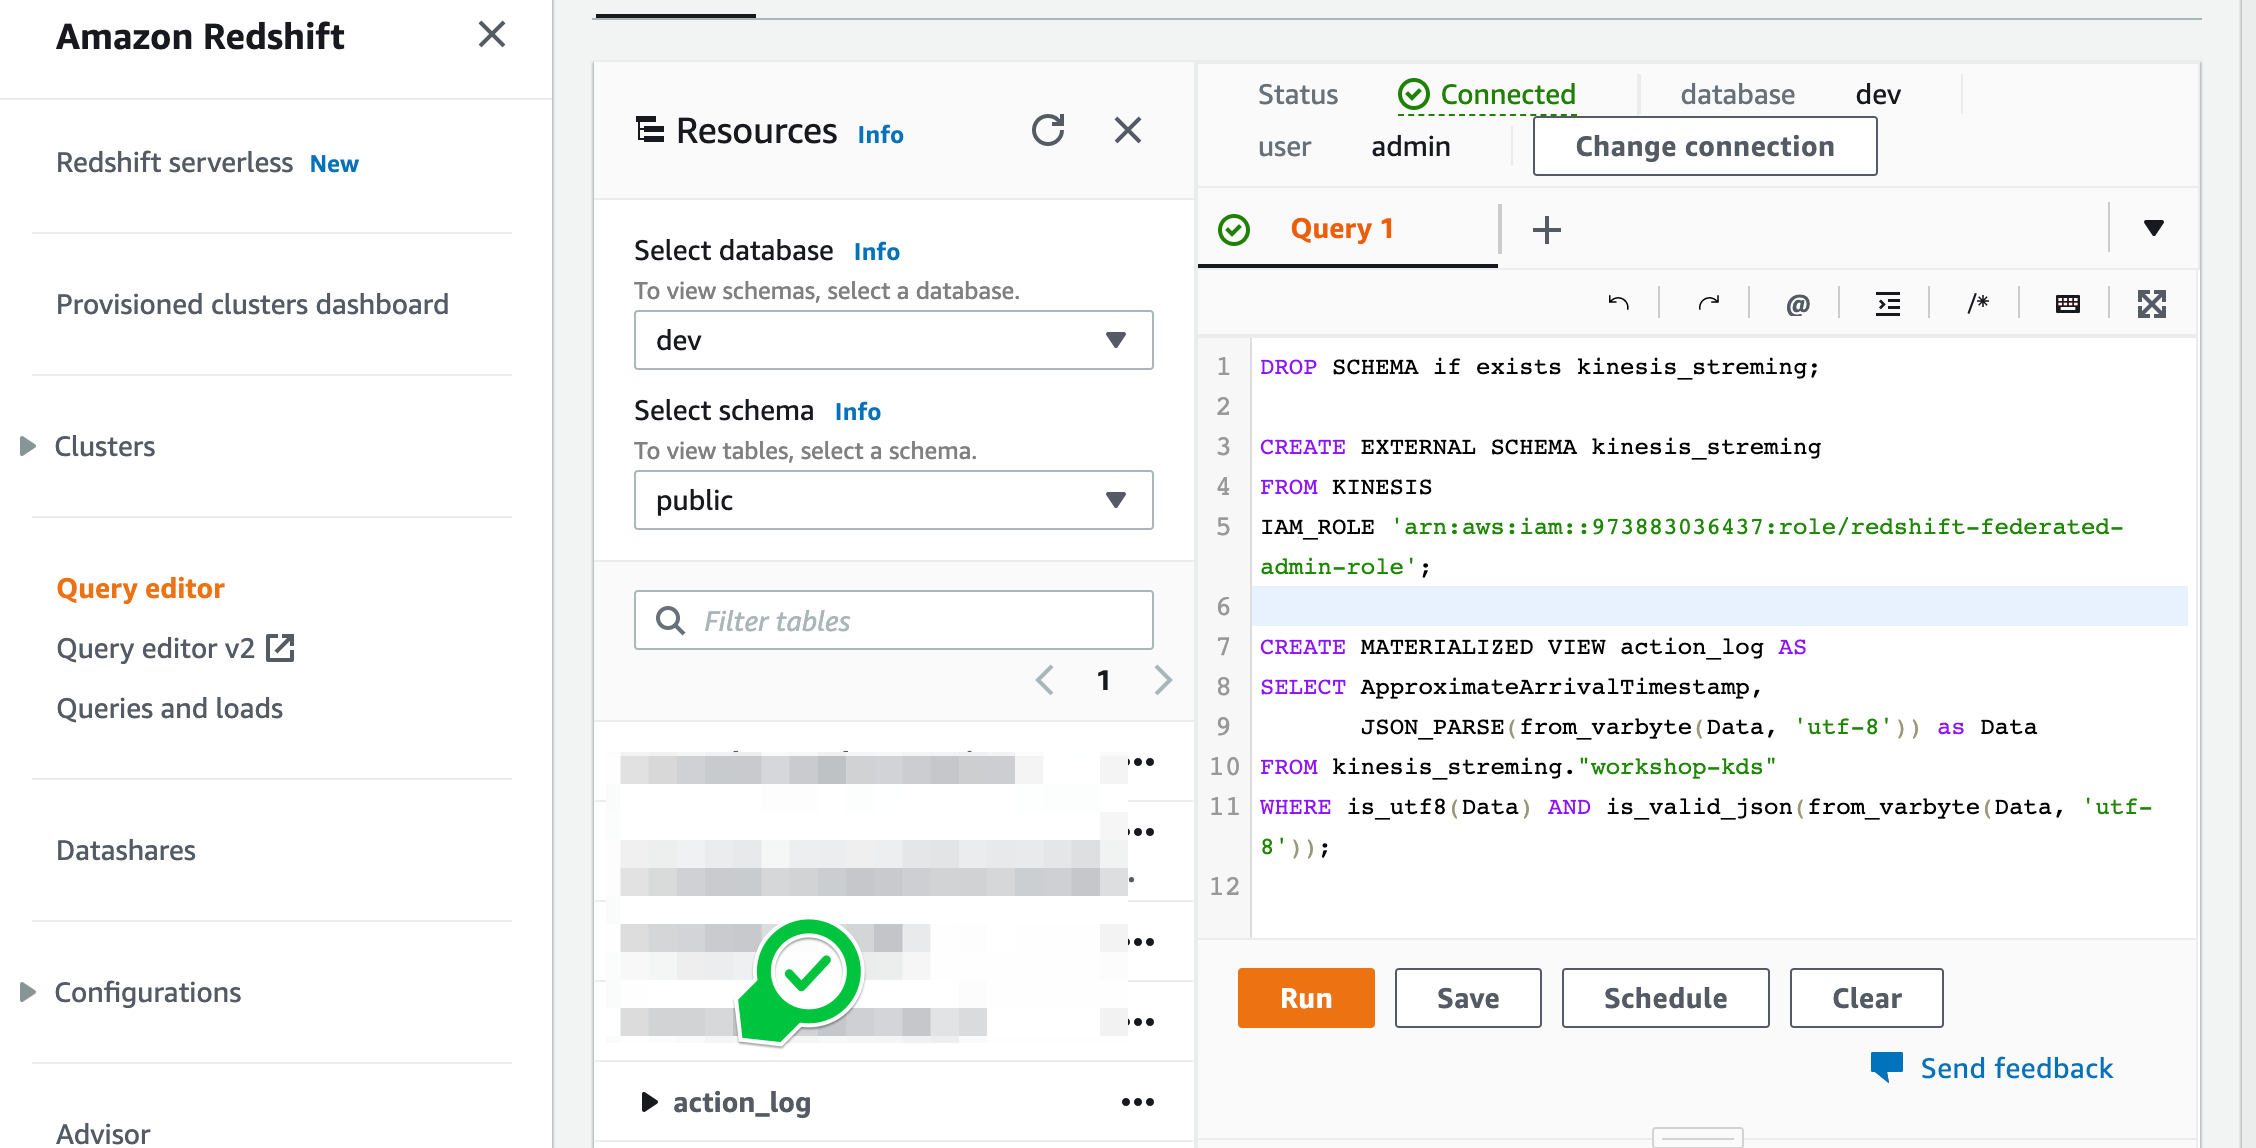 Amazon Redshift
Redshift serverless New
Provisioned clusters dashboard
Clusters
Query editor
Query editor v2
Queries and loads
Datashares
Configurations
Advisor
Resources Info
Select database Info
To view schemas, select a database.
dev
Select schema Info
To view tables, select a schema.
public
Filter tables
1
action_log
Status Connected database dev
user admin Change connection
Query 1
@ /*
1 DROP SCHEMA if exists kinesis_streming;
2
3 CREATE EXTERNAL SCHEMA kinesis_streming
4 FROM KINESIS
5 IAM_ROLE 'arn:aws:iam::973883036437:role/redshift-federated-
admin-role';
6
7 CREATE MATERIALIZED VIEW action_log AS
8 SELECT ApproximateArrivalTimestamp,
9 JSON_PARSE(from_varbyte(Data, 'utf-8')) as Data
10 FROM kinesis_streming."workshop-kds"
11 WHERE is_utf8(Data) AND is_valid_json(from_varbyte(Data, 'utf-
8'));
12
Run Save Schedule Clear
Send feedback